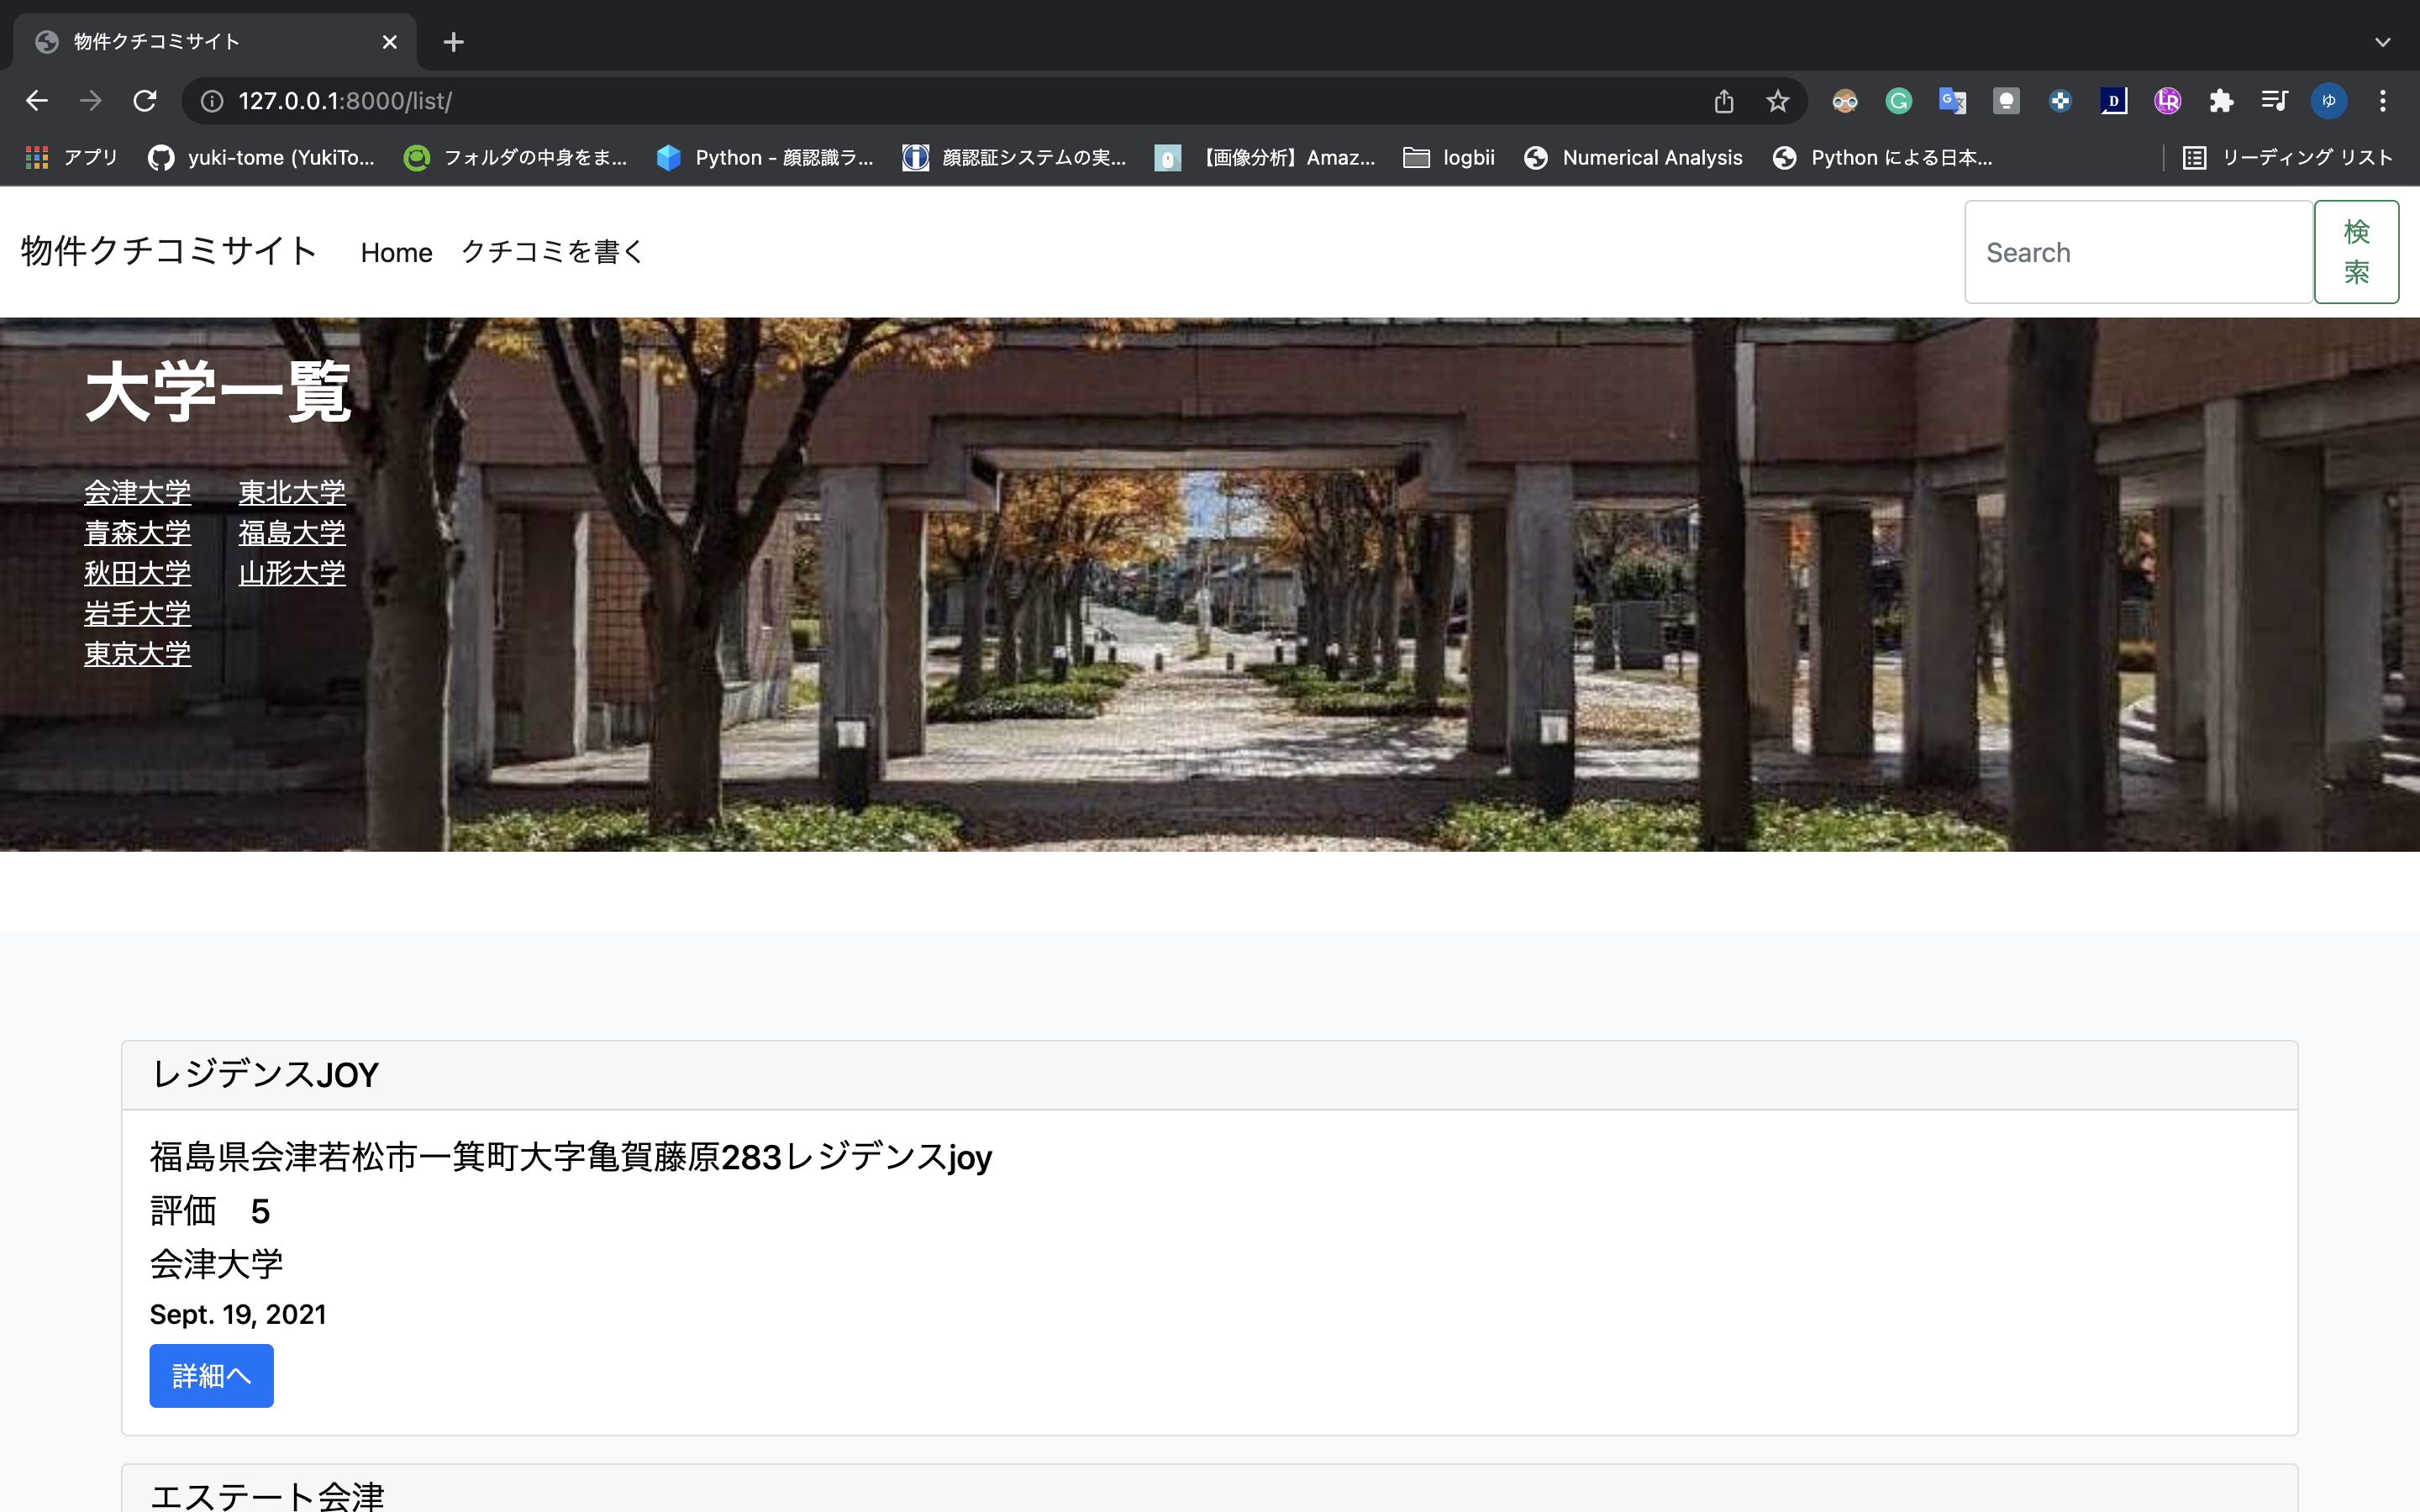 物件クチコミサイト
127.0.0.1:8000/list/
ゆ
アプリ
yuki-tome (YukiTo...
フォルダの中身をま...
Python - 顔認識ラ...
顔認証システムの実...
【画像分析】Amaz...
logbii
Numerical Analysis
Python による日本...
リーディング リスト
物件クチコミサイト
Home
クチコミを書く
Search
検
索
大学一覧
会津大学 東北大学
青森大学 福島大学
秋田大学 山形大学
岩手大学
東京大学
レジデンスJOY
福島県会津若松市一箕町大字亀賀藤原283レジデンスjoy
評価　5
会津大学
Sept. 19, 2021
詳細へ
エステート会津